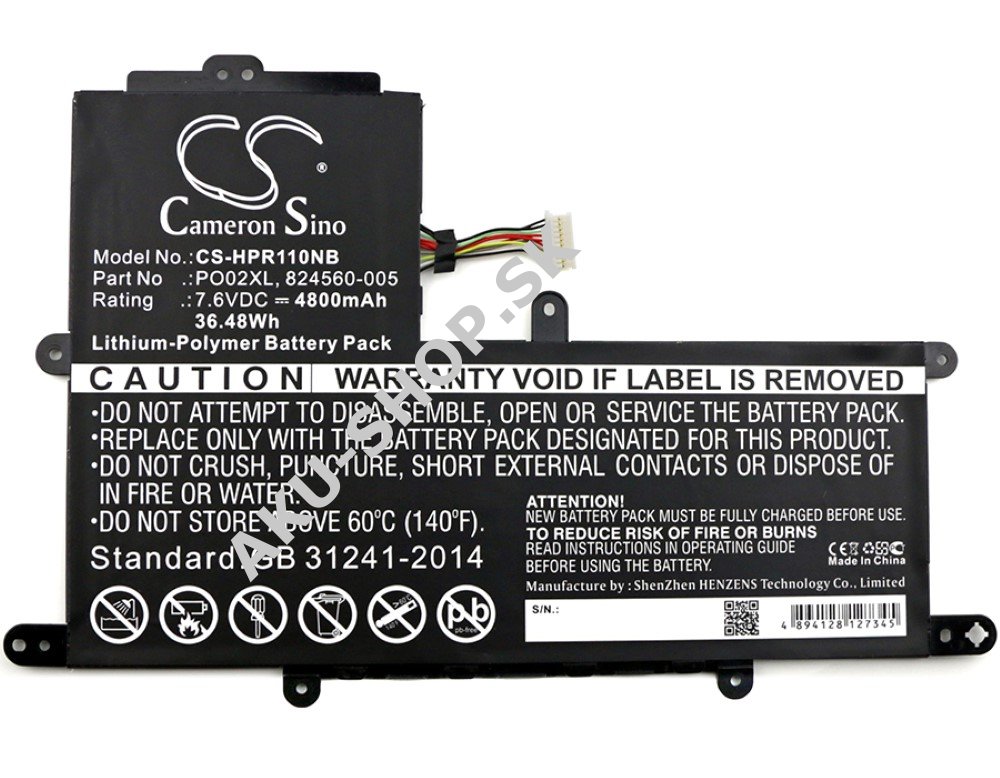 Cameron Sino
®
Model No.: CS-HPR110NB
Part No : PO02XL, 824560-005
Rating : 7.6VDC ⎓ 4800mAh
36.48Wh
Lithium-Polymer Battery Pack
CAUTION WARRANTY VOID IF LABEL IS REMOVED
•DO NOT ATTEMPT TO DISASSEMBLE, OPEN OR SERVICE THE BATTERY PACK.
•REPLACE ONLY WITH THE BATTERY PACK DESIGNATED FOR THIS PRODUCT.
•DO NOT CRUSH, PUNCTURE, SHORT EXTERNAL CONTACTS OR DISPOSE OF
IN FIRE OR WATER.
•DO NOT STORE ABOVE 60°C (140°F).
Standard: GB 31241-2014
ATTENTION!
NEW BATTERY PACK MUST BE FULLY CHARGED BEFORE USE.
TO REDUCE RISK OF FIRE OR BURNS
READ INSTRUCTIONS IN OPERATING GUIDE
BEFORE USING THE BATTERY PACK.
CE
Made In China
Manufacture by : ShenZhen HENZENS Technology Co., Limited
S/N.:
4 894128 127345
>60°C
pb
pb-free
AKU-SHOP.SK